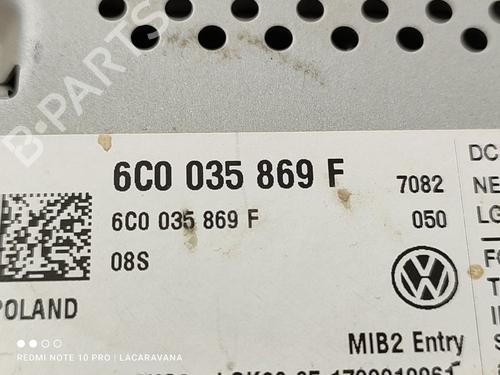 B-PARTS
6C0 035 869 F
7082
6C0 035 869 F
050
08S
DC
NE
LG
POLAND
MIB2 Entry
REDMI NOTE 10 PRO | LACARAVANA